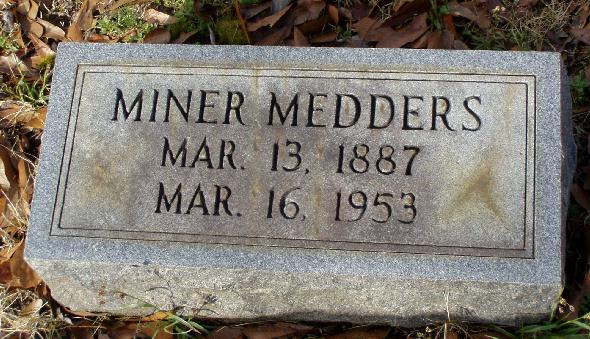 MINER MEDDERS
MAR. 13, 1887
MAR. 16, 1953